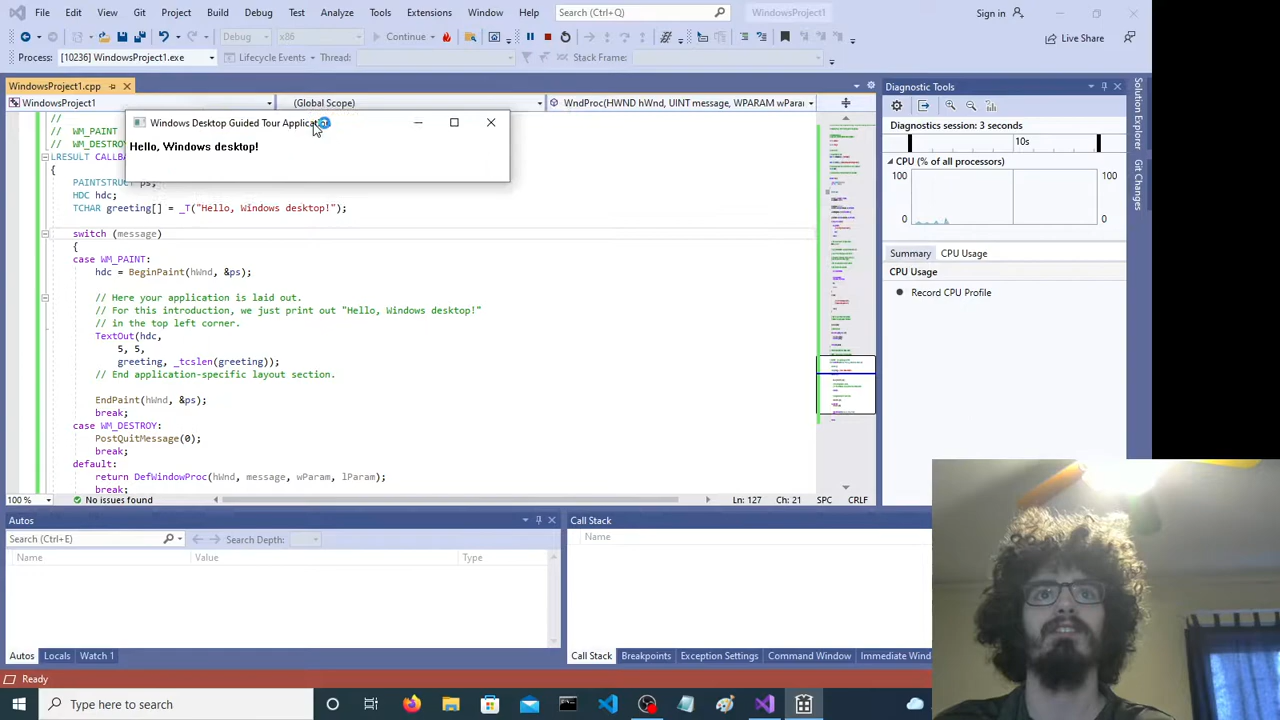 File Edit View Git Project Build Debug Test Analyze Tools Extensions Window Help Search (Ctrl+Q) WindowsProject1 Sign in
Debug x86 Continue Live Share
Process: [10236] WindowsProject1.exe Lifecycle Events Thread: Stack Frame:
WindowsProject1.cpp
WindowsProject1 (Global Scope) WndProc(HWND hWnd, UINT message, WPARAM wParar
Windows Desktop Guided Tour Applicati
Windows desktop!
//
// WM_PAINT
// WM_DESTRO
LRESULT CALLBA
PAINTSTRUCT ps;
HDC hdc;
TCHAR greeting[] = _T("Hello, Windows desktop!");
switch (message)
{
case WM_PAINT:
hdc = BeginPaint(hWnd, &ps);
// Here your application is laid out.
// For this introduction, we just print out "Hello, Windows desktop!"
// in the top left corner.
TextOut(hdc,
5, 5,
greeting, _tcslen(greeting));
// End application-specific layout section.
EndPaint(hWnd, &ps);
break;
case WM_DESTROY:
PostQuitMessage(0);
break;
default:
return DefWindowProc(hWnd, message, wParam, lParam);
break;
100 % No issues found Ln: 127 Ch: 21 SPC CRLF
Diagnostic Tools
Diagnostics session: 3 seconds
10s
CPU (% of all processors)
100 100
0 0
Summary CPU Usage
CPU Usage
Record CPU Profile
Solution Explorer
Git Changes
Autos
Search (Ctrl+E) Search Depth:
Name Value Type
Autos Locals Watch 1
Call Stack
Name
Call Stack Breakpoints Exception Settings Command Window Immediate Wind
Ready
Type here to search